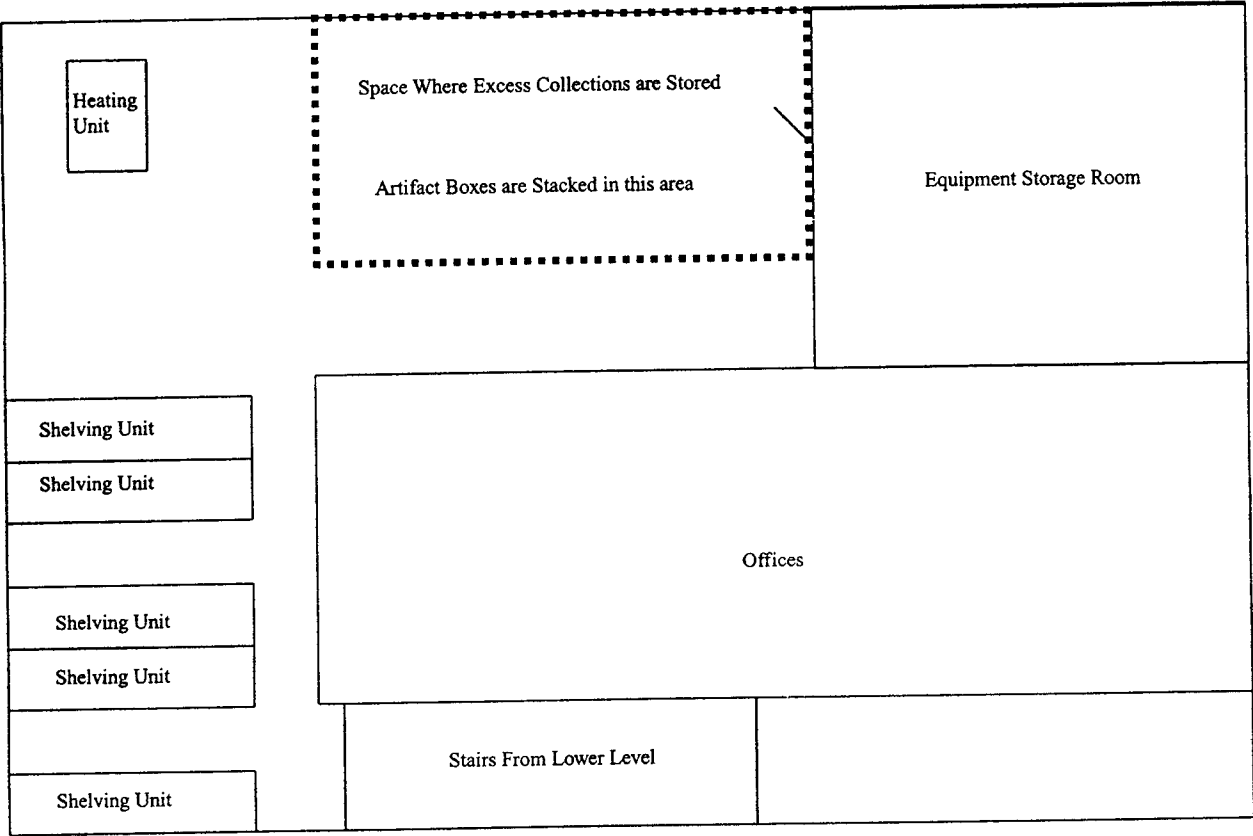 Space Where Excess Collections are Stored
Heating
Unit
Artifact Boxes are Stacked in this area
Equipment Storage Room
Shelving Unit
Shelving Unit
Offices
Shelving Unit
Shelving Unit
Stairs From Lower Level
Shelving Unit